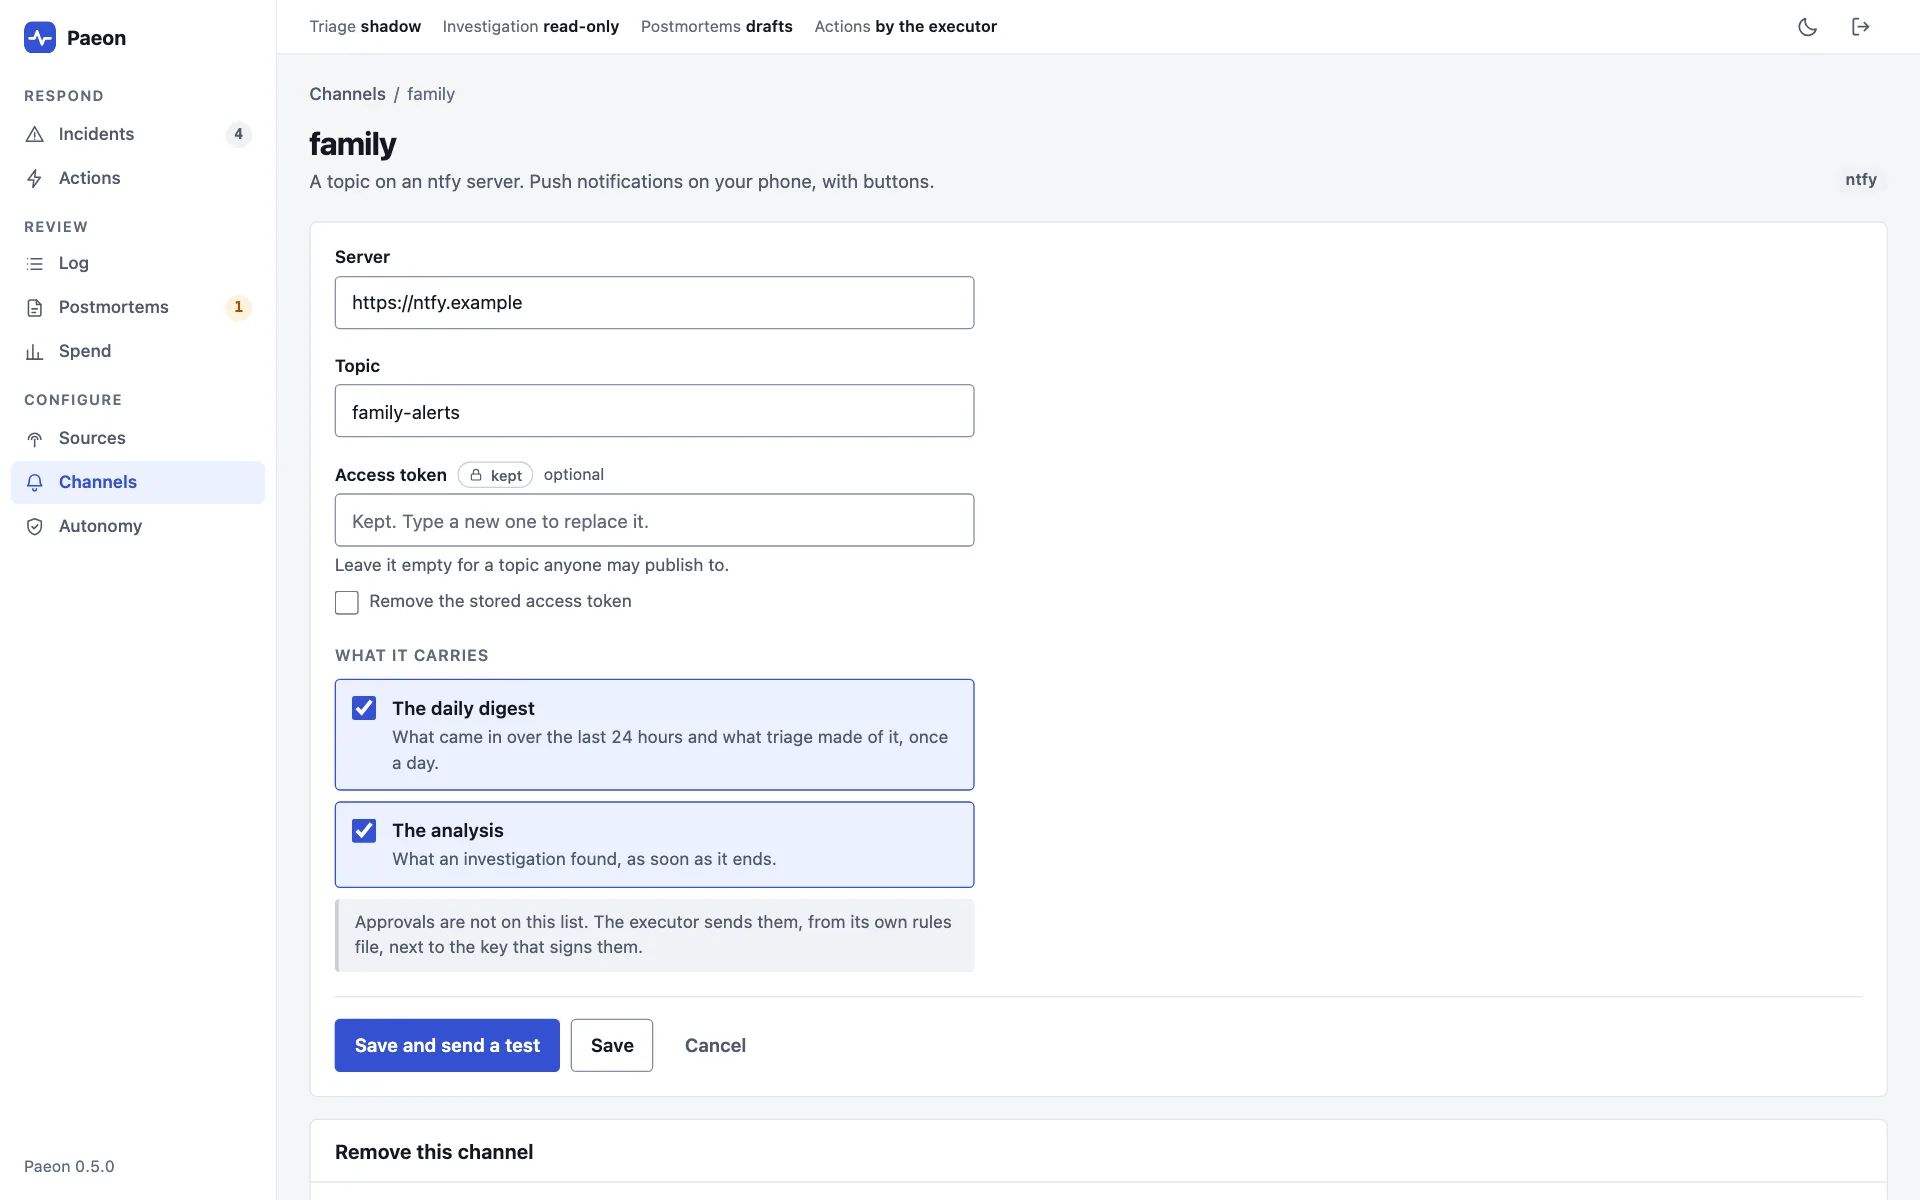 Paeon
Triage shadow Investigation read-only Postmortems drafts Actions by the executor
RESPOND
Incidents 4
Actions
REVIEW
Log
Postmortems 1
Spend
CONFIGURE
Sources
Channels
Autonomy
Paeon 0.5.0
Channels / family
family
A topic on an ntfy server. Push notifications on your phone, with buttons.
ntfy
Server
https://ntfy.example
Topic
family-alerts
Access token kept optional
Kept. Type a new one to replace it.
Leave it empty for a topic anyone may publish to.
Remove the stored access token
WHAT IT CARRIES
The daily digest
What came in over the last 24 hours and what triage made of it, once
a day.
The analysis
What an investigation found, as soon as it ends.
Approvals are not on this list. The executor sends them, from its own rules
file, next to the key that signs them.
Save and send a test Save Cancel
Remove this channel